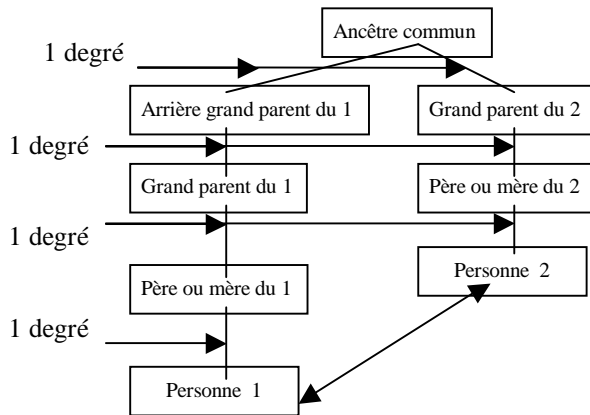 Ancêtre commun
1 degré
Arrière grand parent du 1
Grand parent du 2
1 degré
Grand parent du 1
Père ou mère du 2
1 degré
Personne 2
Père ou mère du 1
1 degré
Personne 1